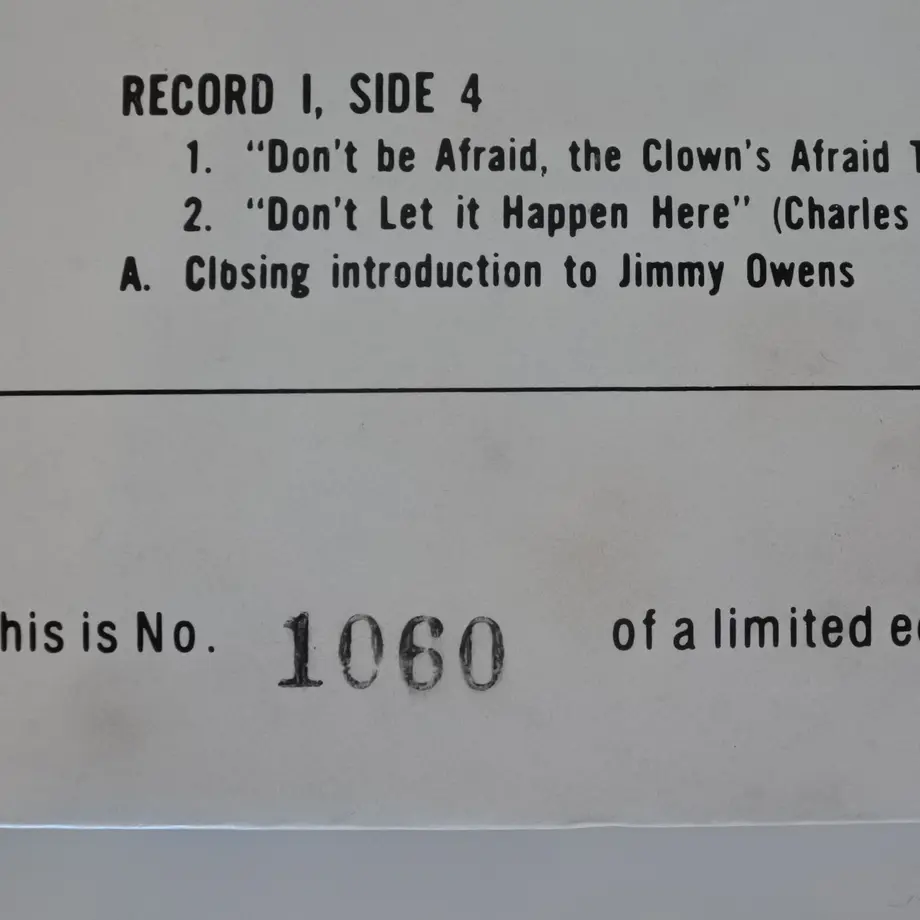 RECORD I, SIDE 4
1. "Don't be Afraid, the Clown's Afraid
2. "Don't Let it Happen Here" (Charles
A. Closing introduction to Jimmy Owens
his is No. 1060 of a limited